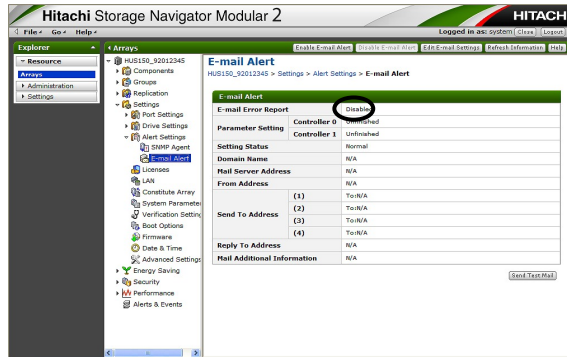 Hitachi Storage Navigator Modular 2
HITACH
File Go Help
Logged in as: system Close Logout
Explorer
Arrays
Enable E-mail Alert Disable E-mail Alert Edit E-mail Settings Refresh Information Help
Resource
Arrays
Administration
Settings
HUS150_92012345
Components
Groups
Replication
Settings
Port Settings
Drive Settings
Alert Settings
SNMP Agent
E-mail Alert
Licenses
LAN
Constitute Array
System Parameter
Verification Setting
Boot Options
Firmware
Date & Time
Advanced Settings
Energy Saving
Security
Performance
Alerts & Events
E-mail Alert
HUS150_92012345 > Settings > Alert Settings > E-mail Alert
E-mail Alert
E-mail Error Report Disabled
Parameter Setting Controller 0 Unfinished
Controller 1 Unfinished
Setting Status Normal
Domain Name N/A
Mail Server Address N/A
From Address N/A
Send To Address (1) To:N/A
(2) To:N/A
(3) To:N/A
(4) To:N/A
Reply To Address N/A
Mail Additional Information N/A
Send Test Mail